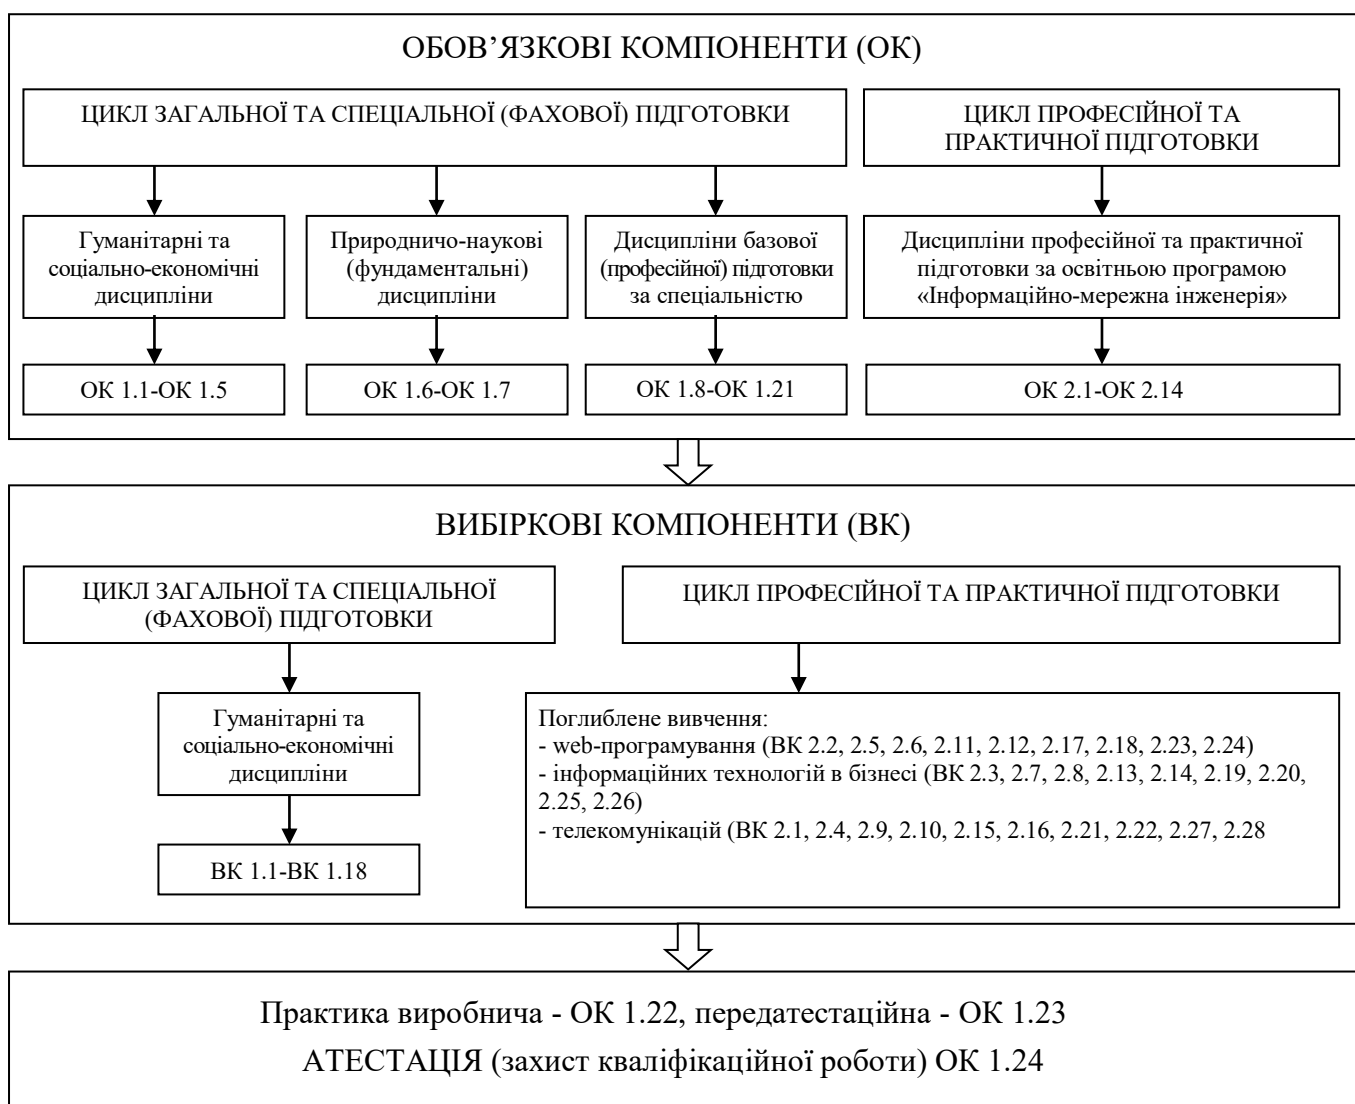 ОБОВ’ЯЗКОВІ КОМПОНЕНТИ (ОК)
ЦИКЛ ЗАГАЛЬНОЇ ТА СПЕЦІАЛЬНОЇ (ФАХОВОЇ) ПІДГОТОВКИ
ЦИКЛ ПРОФЕСІЙНОЇ ТА
ПРАКТИЧНОЇ ПІДГОТОВКИ
Гуманітарні та
соціально-економічні
дисципліни
Природничо-наукові
(фундаментальні)
дисципліни
Дисципліни базової
(професійної) підготовки
за спеціальністю
Дисципліни професійної та практичної
підготовки за освітньою програмою
«Інформаційно-мережна інженерія»
ОК 1.1-ОК 1.5
ОК 1.6-ОК 1.7
ОК 1.8-ОК 1.21
ОК 2.1-ОК 2.14
ВИБІРКОВІ КОМПОНЕНТИ (ВК)
ЦИКЛ ЗАГАЛЬНОЇ ТА СПЕЦІАЛЬНОЇ
(ФАХОВОЇ) ПІДГОТОВКИ
ЦИКЛ ПРОФЕСІЙНОЇ ТА ПРАКТИЧНОЇ ПІДГОТОВКИ
Гуманітарні та
соціально-економічні
дисципліни
ВК 1.1-ВК 1.18
Поглиблене вивчення:
- web-програмування (ВК 2.2, 2.5, 2.6, 2.11, 2.12, 2.17, 2.18, 2.23, 2.24)
- інформаційних технологій в бізнесі (ВК 2.3, 2.7, 2.8, 2.13, 2.14, 2.19, 2.20,
2.25, 2.26)
- телекомунікацій (ВК 2.1, 2.4, 2.9, 2.10, 2.15, 2.16, 2.21, 2.22, 2.27, 2.28
Практика виробнича - ОК 1.22, передатестаційна - ОК 1.23
АТЕСТАЦІЯ (захист кваліфікаційної роботи) ОК 1.24